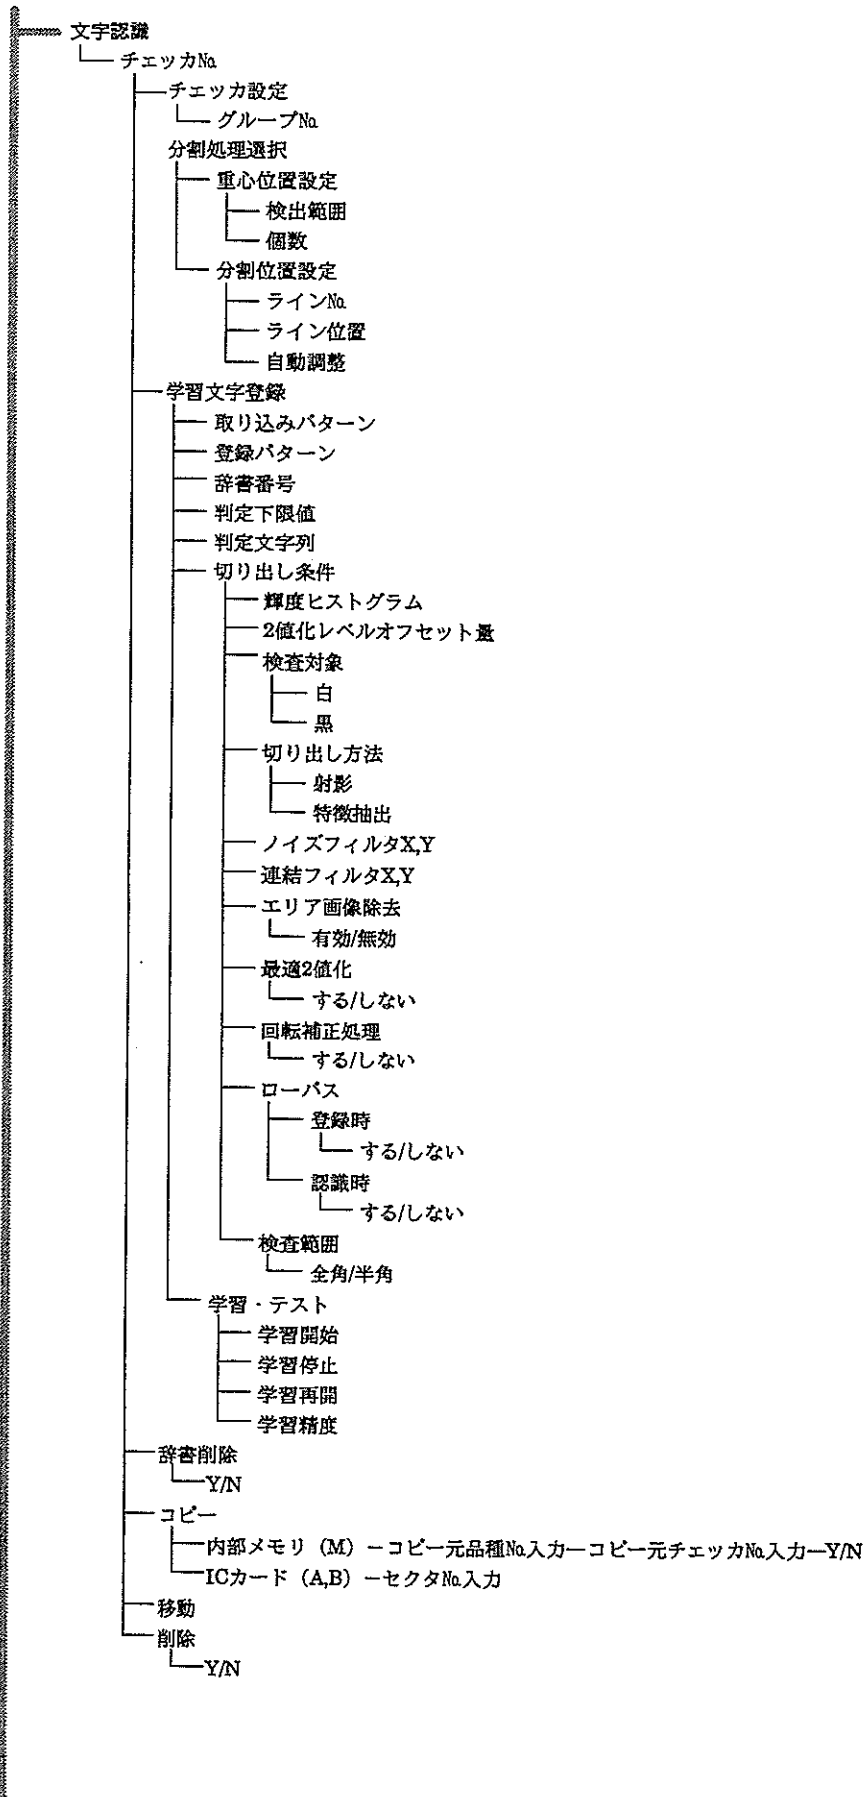 文字認識
チェッカ№
チェッカ設定
グループ№
分割処理選択
重心位置設定
検出範囲
個数
分割位置設定
ライン№
ライン位置
自動調整
学習文字登録
取り込みパターン
登録パターン
辞書番号
判定下限値
判定文字列
切り出し条件
輝度ヒストグラム
2値化レベルオフセット量
検査対象
白
黒
切り出し方法
射影
特徴抽出
ノイズフィルタX,Y
連結フィルタX,Y
エリア画像除去
有効/無効
最適2値化
する/しない
回転補正処理
する/しない
ローパス
登録時
する/しない
認識時
する/しない
検査範囲
全角/半角
学習・テスト
学習開始
学習停止
学習再開
学習精度
辞書削除
Y/N
コピー
内部メモリ（M）－コピー元品種№入力－コピー元チェッカ№入力－Y/N
ICカード（A,B）－セクタ№入力
移動
削除
Y/N